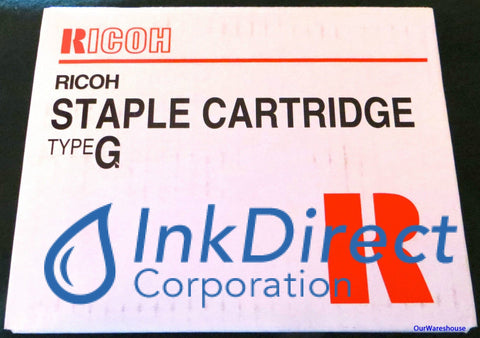 RICOH
RICOH
STAPLE CARTRIDGE
TYPE G
R
InkDirect
Corporation
OurWareshouse